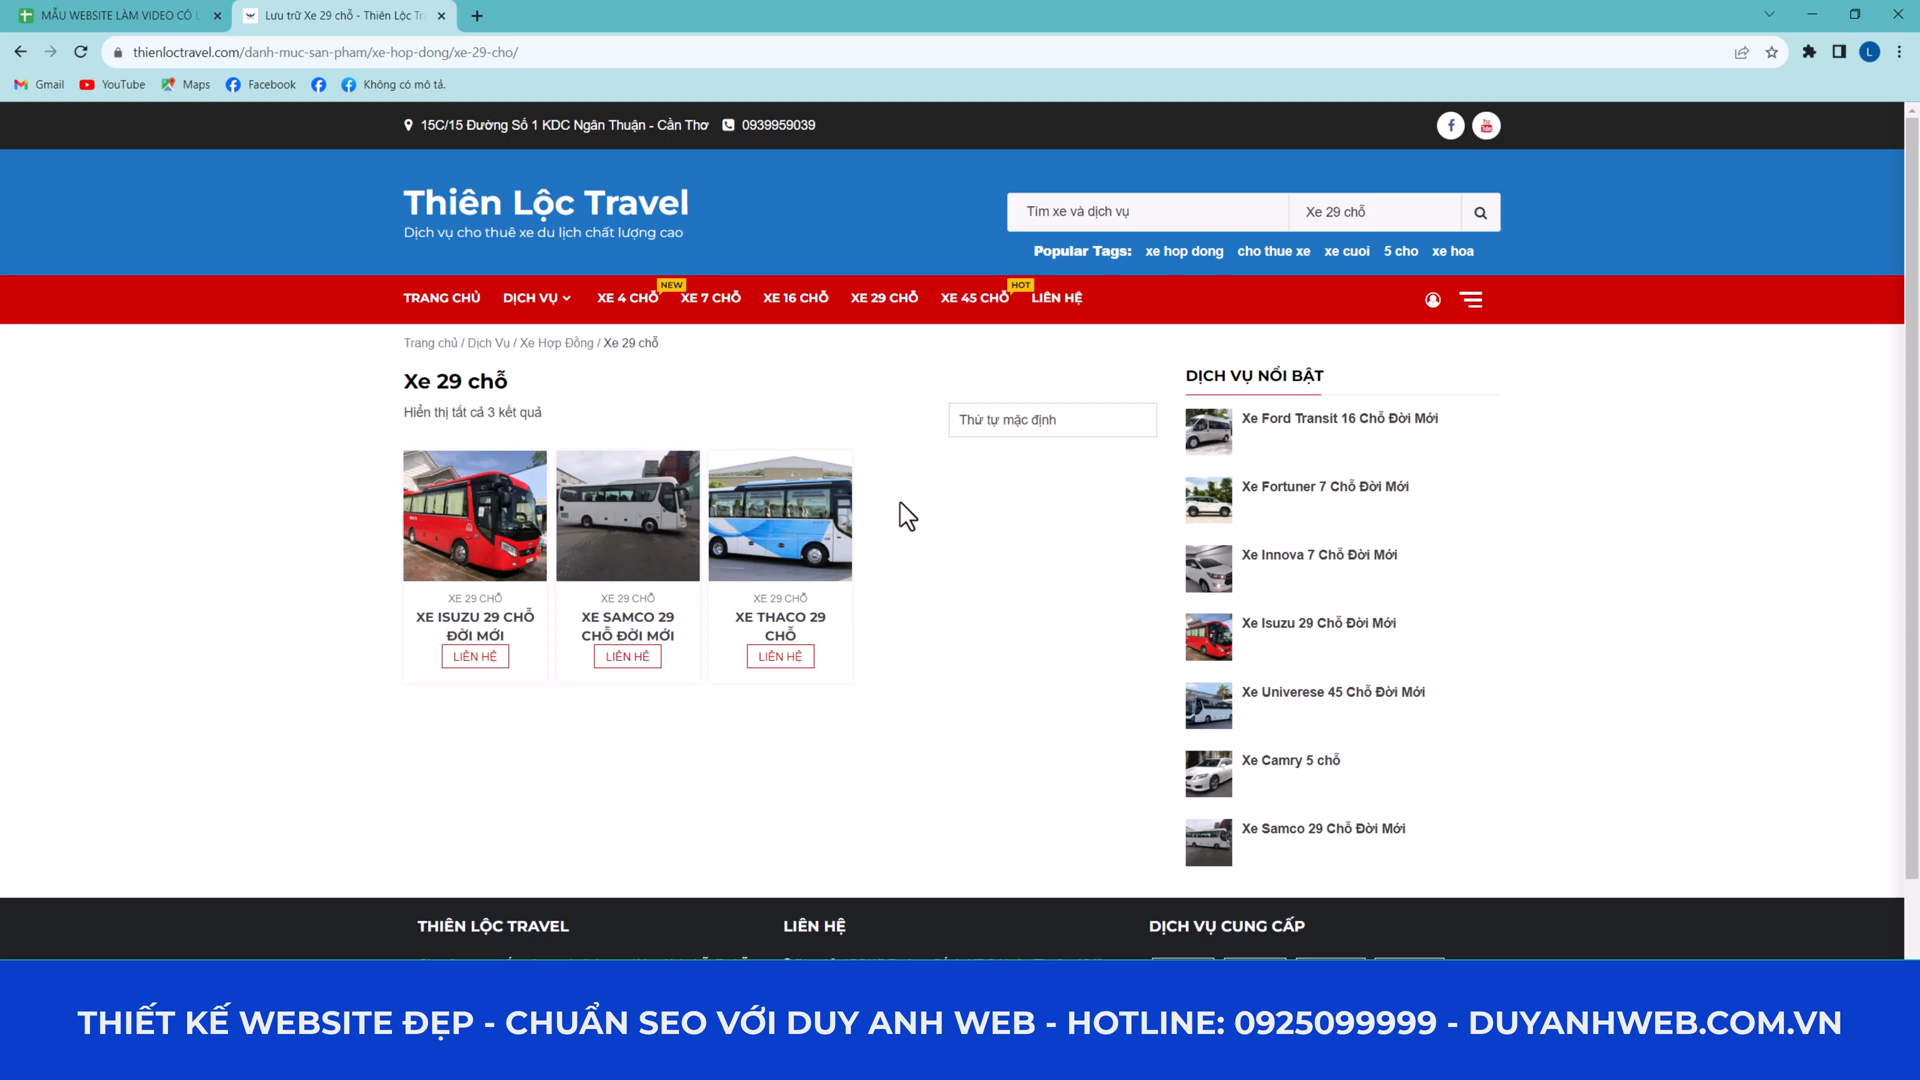 MẪU WEBSITE LÀM VIDEO CÓ L
Lưu trữ Xe 29 chỗ - Thiên Lộc Tr
thienloctravel.com/danh-muc-san-pham/xe-hop-dong/xe-29-cho/
L
Gmail
YouTube
Maps
Facebook
Không có mô tả.
15C/15 Đường Số 1 KDC Ngân Thuận - Cần Thơ
0939959039
Thiên Lộc Travel
Dịch vụ cho thuê xe du lịch chất lượng cao
Tìm xe và dịch vụ
Xe 29 chỗ
Popular Tags: xe hop dong cho thue xe xe cuoi 5 cho xe hoa
NEW
HOT
TRANG CHỦ DỊCH VỤ XE 4 CHỖ XE 7 CHỖ XE 16 CHỖ XE 29 CHỖ XE 45 CHỖ LIÊN HỆ
Trang chủ / Dịch Vụ / Xe Hợp Đồng / Xe 29 chỗ
Xe 29 chỗ
Hiển thị tất cả 3 kết quả
Thứ tự mặc định
XE 29 CHỖ
XE ISUZU 29 CHỖ
ĐỜI MỚI
LIÊN HỆ
XE 29 CHỖ
XE SAMCO 29
CHỖ ĐỜI MỚI
LIÊN HỆ
XE 29 CHỖ
XE THACO 29
CHỖ
LIÊN HỆ
DỊCH VỤ NỔI BẬT
Xe Ford Transit 16 Chỗ Đời Mới
Xe Fortuner 7 Chỗ Đời Mới
Xe Innova 7 Chỗ Đời Mới
Xe Isuzu 29 Chỗ Đời Mới
Xe Univerese 45 Chỗ Đời Mới
Xe Camry 5 chỗ
Xe Samco 29 Chỗ Đời Mới
THIÊN LỘC TRAVEL
LIÊN HỆ
DỊCH VỤ CUNG CẤP
THIẾT KẾ WEBSITE ĐẸP - CHUẨN SEO VỚI DUY ANH WEB - HOTLINE: 0925099999 - DUYANHWEB.COM.VN